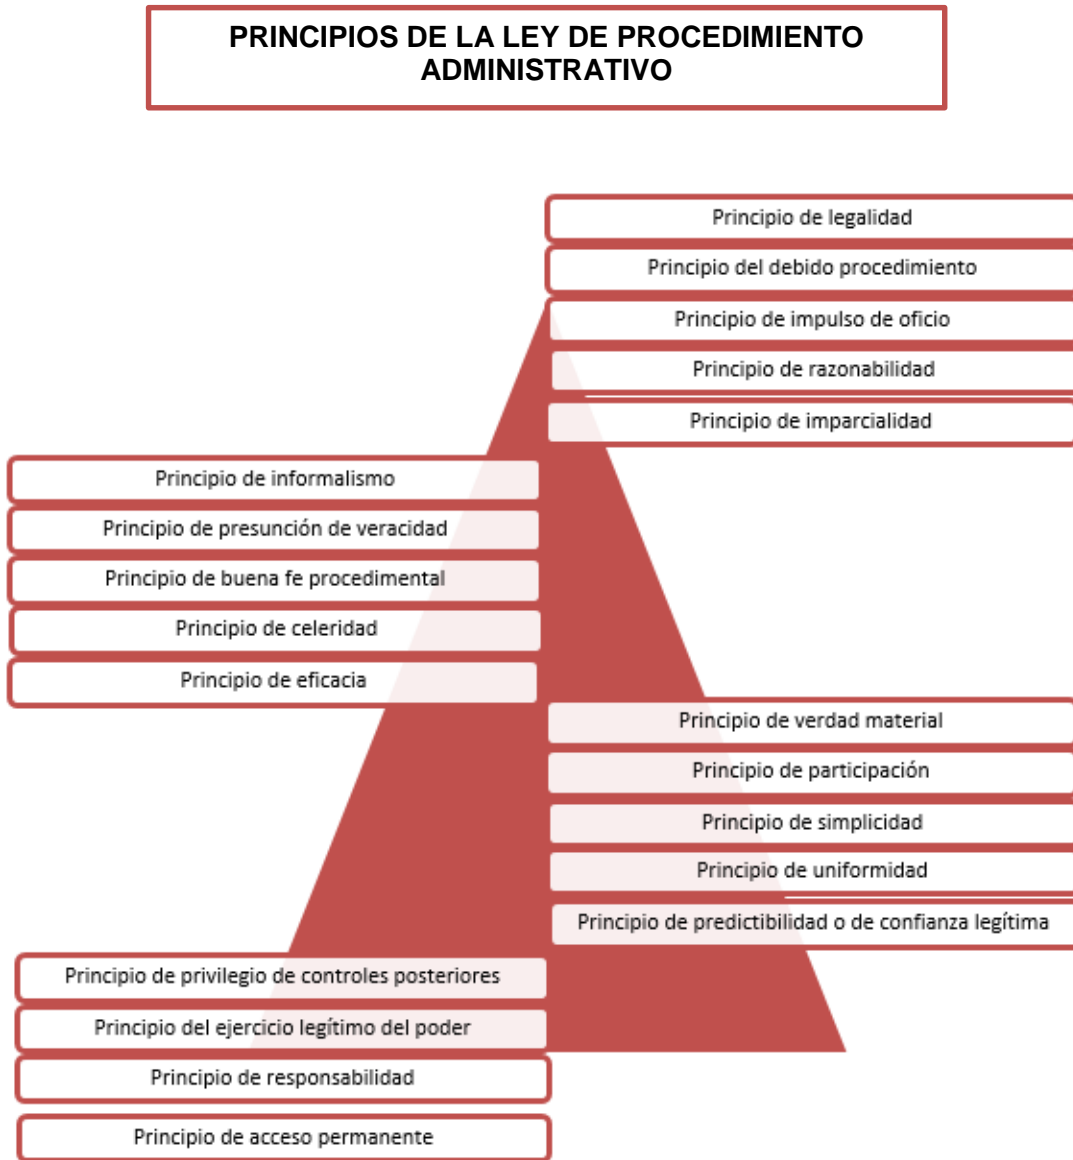 PRINCIPIOS DE LA LEY DE PROCEDIMIENTO
ADMINISTRATIVO
Principio de legalidad
Principio del debido procedimiento
Principio de impulso de oficio
Principio de razonabilidad
Principio de imparcialidad
Principio de informalismo
Principio de presunción de veracidad
Principio de buena fe procedimental
Principio de celeridad
Principio de eficacia
Principio de verdad material
Principio de participación
Principio de simplicidad
Principio de uniformidad
Principio de predictibilidad o de confianza legítima
Principio de privilegio de controles posteriores
Principio del ejercicio legítimo del poder
Principio de responsabilidad
Principio de acceso permanente